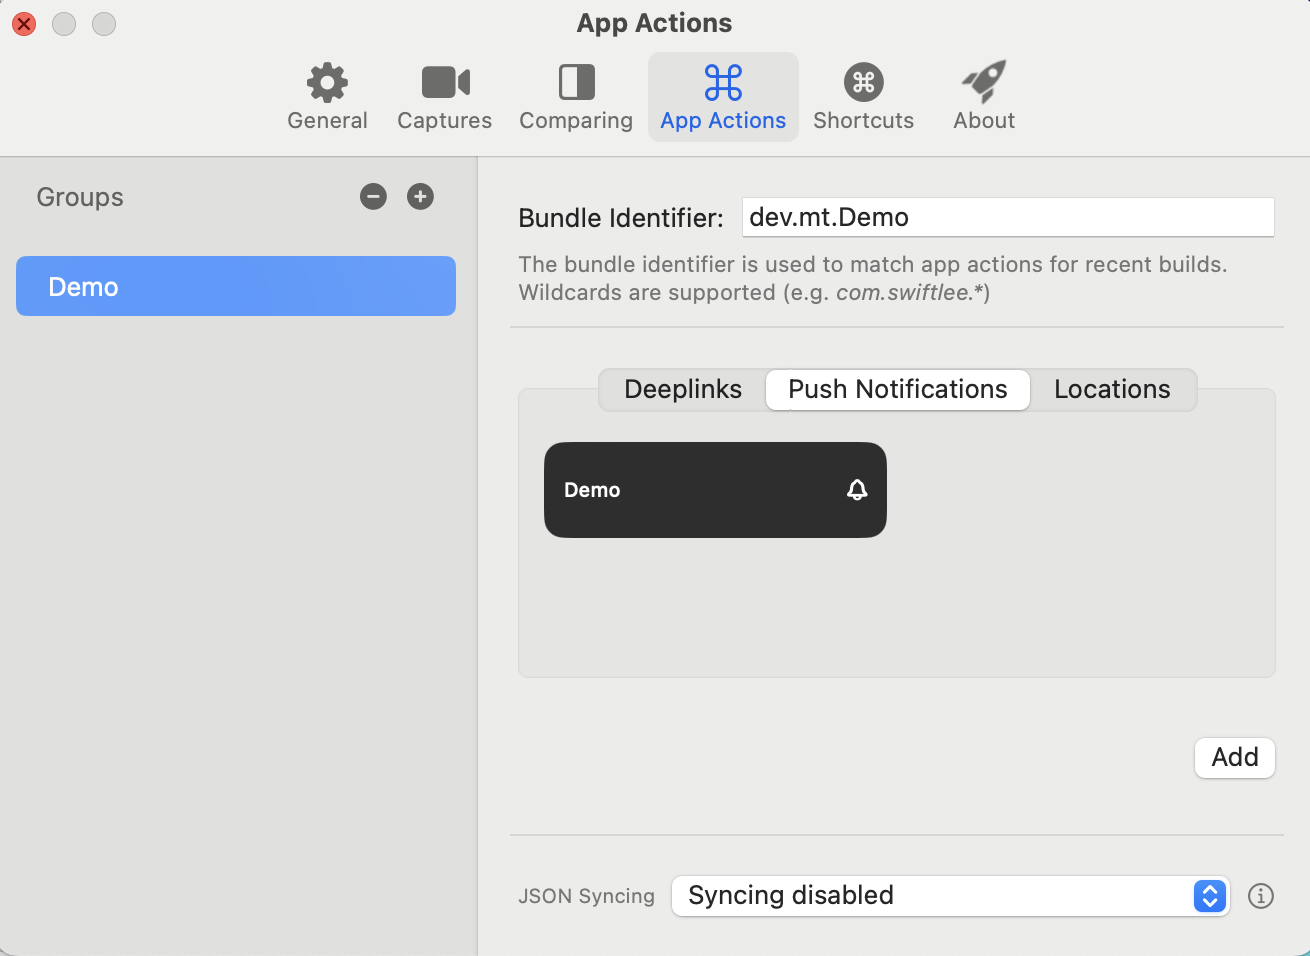 App Actions
General
Captures
Comparing
App Actions
Shortcuts
About
Groups
Demo
Bundle Identifier: dev.mt.Demo
The bundle identifier is used to match app actions for recent builds.
Wildcards are supported (e.g. com.swiftlee.*)
Deeplinks
Push Notifications
Locations
Demo
Add
JSON Syncing Syncing disabled